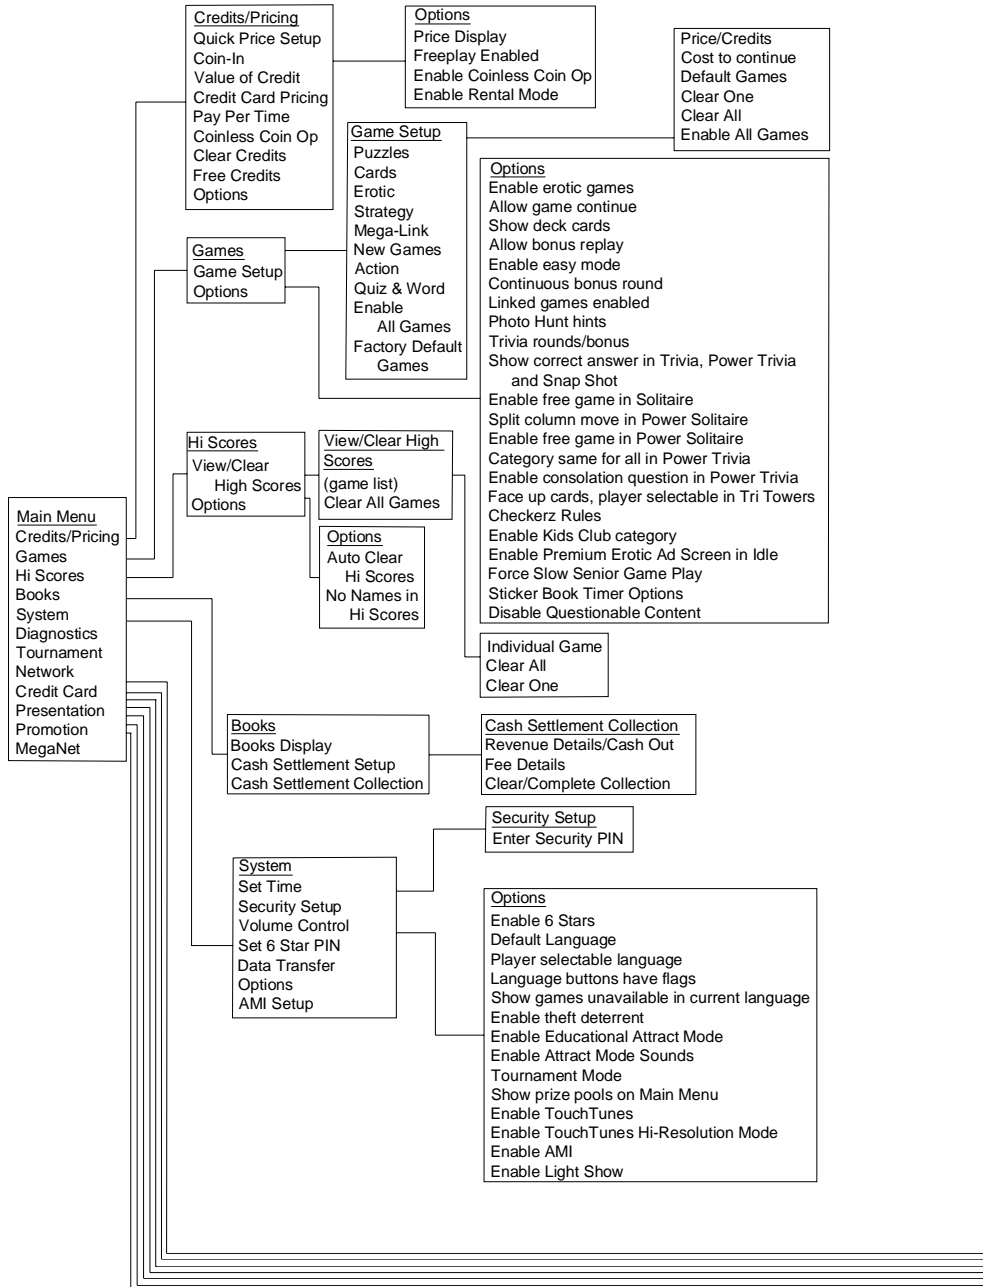 Credits/Pricing
Quick Price Setup
Coin-In
Value of Credit
Credit Card Pricing
Pay Per Time
Coinless Coin Op
Clear Credits
Free Credits
Options
Options
Price Display
Freeplay Enabled
Enable Coinless Coin Op
Enable Rental Mode
Price/Credits
Cost to continue
Default Games
Clear One
Clear All
Enable All Games
Game Setup
Puzzles
Cards
Erotic
Strategy
Mega-Link
New Games
Action
Quiz & Word
Enable
All Games
Factory Default
Games
Games
Game Setup
Options
Options
Enable erotic games
Allow game continue
Show deck cards
Allow bonus replay
Enable easy mode
Continuous bonus round
Linked games enabled
Photo Hunt hints
Trivia rounds/bonus
Show correct answer in Trivia, Power Trivia
and Snap Shot
Enable free game in Solitaire
Split column move in Power Solitaire
Enable free game in Power Solitaire
Category same for all in Power Trivia
Enable consolation question in Power Trivia
Face up cards, player selectable in Tri Towers
Checkerz Rules
Enable Kids Club category
Enable Premium Erotic Ad Screen in Idle
Force Slow Senior Game Play
Sticker Book Timer Options
Disable Questionable Content
Hi Scores
View/Clear
High Scores
Options
View/Clear High
Scores
(game list)
Clear All Games
Options
Auto Clear
Hi Scores
No Names in
Hi Scores
Individual Game
Clear All
Clear One
Main Menu
Credits/Pricing
Games
Hi Scores
Books
System
Diagnostics
Tournament
Network
Credit Card
Presentation
Promotion
MegaNet
Books
Books Display
Cash Settlement Setup
Cash Settlement Collection
Cash Settlement Collection
Revenue Details/Cash Out
Fee Details
Clear/Complete Collection
Security Setup
Enter Security PIN
System
Set Time
Security Setup
Volume Control
Set 6 Star PIN
Data Transfer
Options
AMI Setup
Options
Enable 6 Stars
Default Language
Player selectable language
Language buttons have flags
Show games unavailable in current language
Enable theft deterrent
Enable Educational Attract Mode
Enable Attract Mode Sounds
Tournament Mode
Show prize pools on Main Menu
Enable TouchTunes
Enable TouchTunes Hi-Resolution Mode
Enable AMI
Enable Light Show